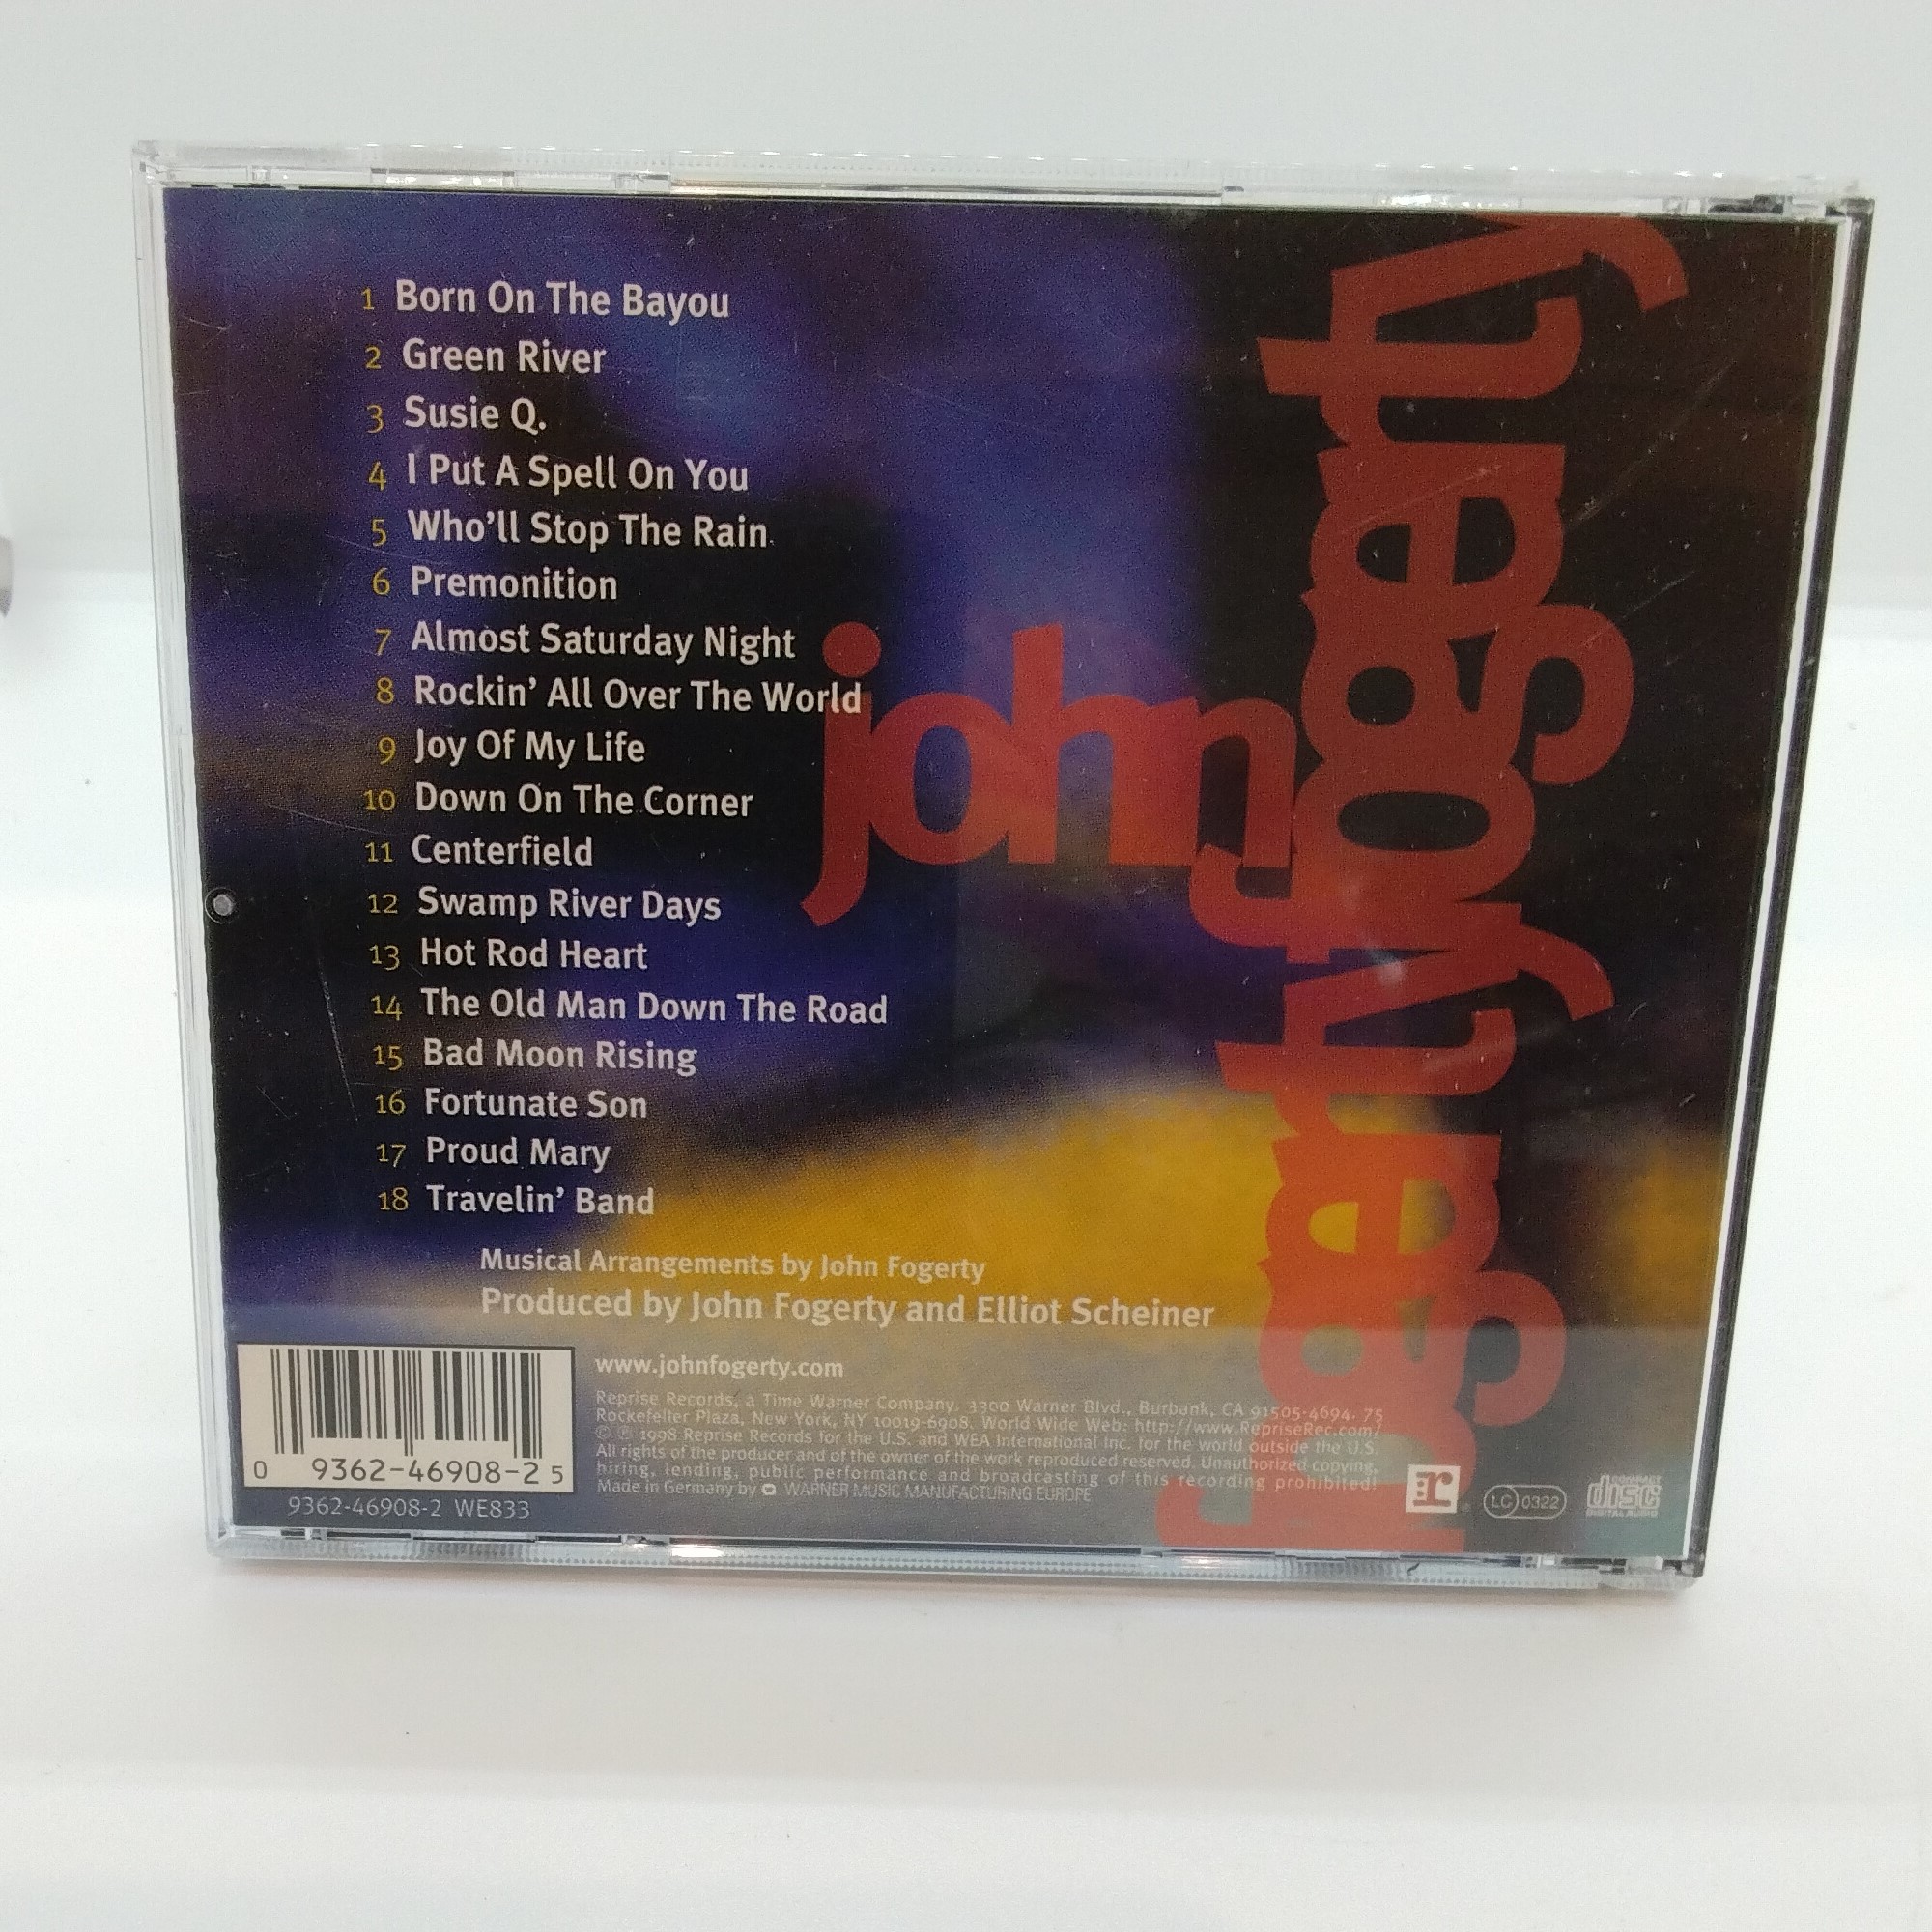 1 Born On The Bayou
2 Green River
3 Susie Q.
4 I Put A Spell On You
5 Who'll Stop The Rain
6 Premonition
7 Almost Saturday Night
8 Rockin' All Over The World
9 Joy Of My Life
10 Down On The Corner
11 Centerfield
12 Swamp River Days
13 Hot Rod Heart
14 The Old Man Down The Road
15 Bad Moon Rising
16 Fortunate Son
17 Proud Mary
18 Travelin' Band
john
fogerty
fogerty
Musical Arrangements by John Fogerty
Produced by John Fogerty and Elliot Scheiner
www.johnfogerty.com
Reprise Records, a Time Warner Company. 3300 Warner Blvd., Burbank, CA 91505-4694. 75
Rockefeller Plaza, New York, NY 10019-6908. World Wide Web: http://www.RepriseRec.com/
© ℗ 1998 Reprise Records for the U.S. and WEA International Inc. for the world outside the U.S.
All rights of the producer and of the owner of the work reproduced reserved. Unauthorized copying,
hiring, lending, public performance and broadcasting of this recording prohibited!
Made in Germany by WARNER MUSIC MANUFACTURING EUROPE
0 9362-46908-2 5
9362-46908-2 WE833
r ®
LC 0322
COMPACT
disc
DIGITAL AUDIO